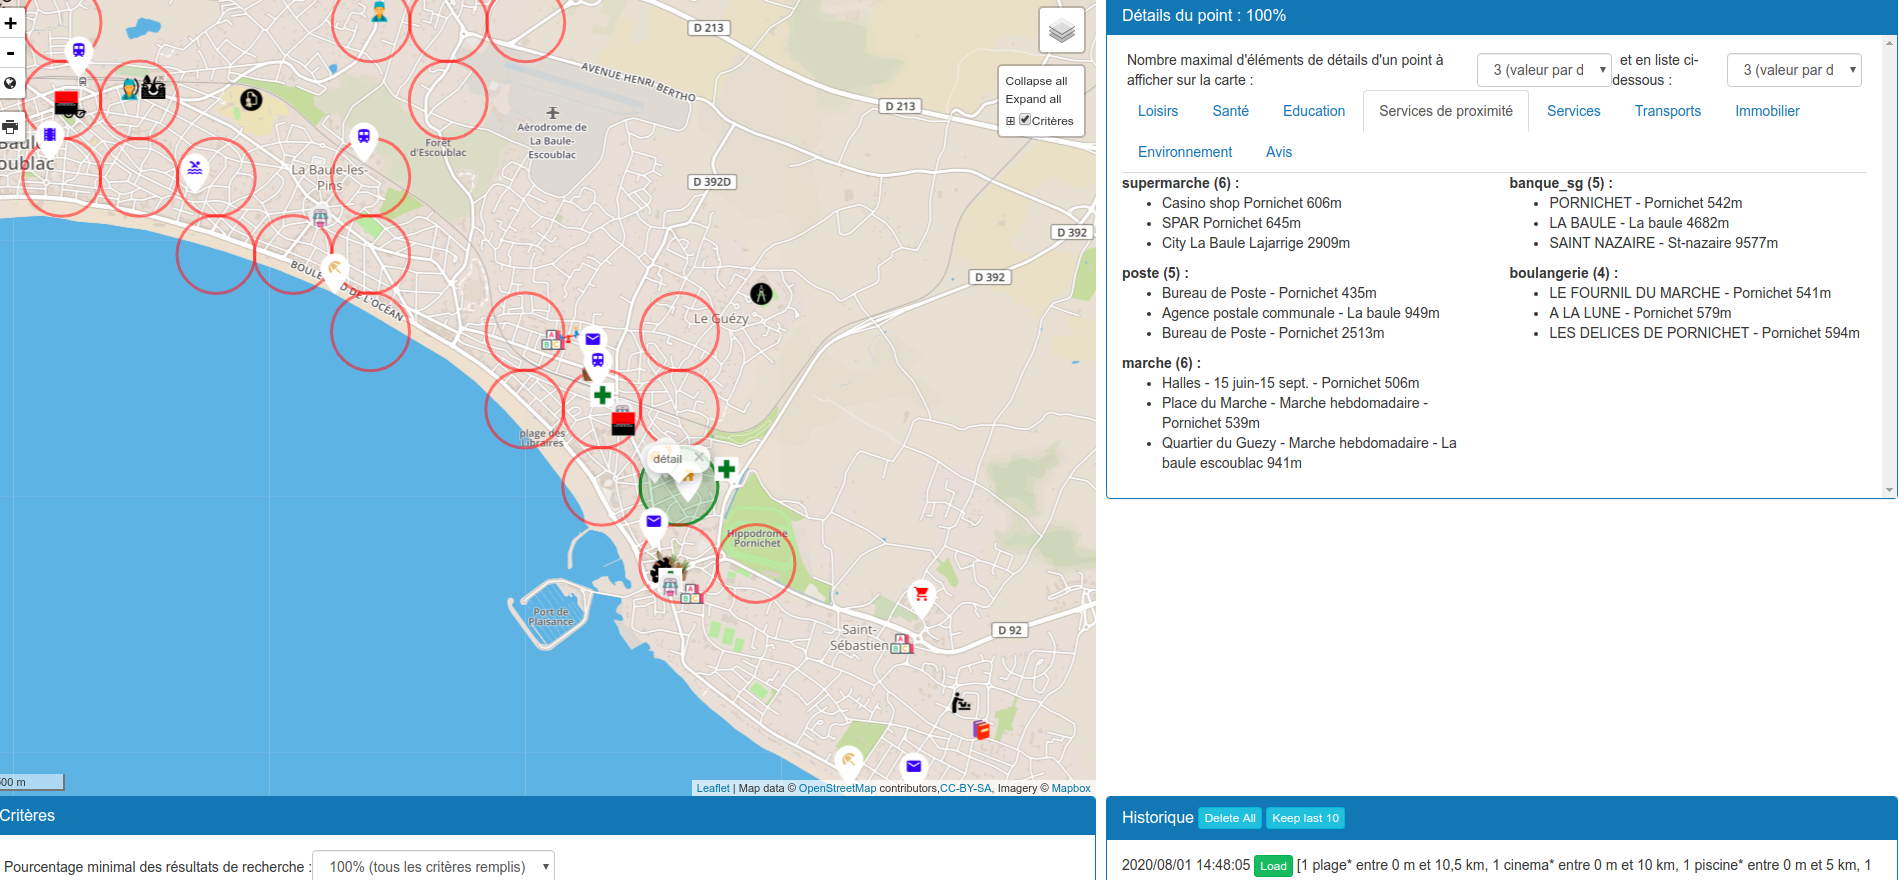 +
-
D 213
AVENUE HENRI BERTHO
D 213
Collapse all
Expand all
Critères
Aérodrome de
La Baule-
Escoublac
Forêt
d'Escoublac
La Baule-les-
Pins
D 392D
D 392
D 392
Le Guézy
plage des
Libraires
détail
Hippodrome
Pornichet
Port de
Plaisance
Saint-
Sébastien
D 92
00 m
Leaflet | Map data © OpenStreetMap contributors,CC-BY-SA, Imagery © Mapbox
Critères
Pourcentage minimal des résultats de recherche : 100% (tous les critères remplis)
Détails du point : 100%
Nombre maximal d'éléments de détails d'un point à
afficher sur la carte : 3 (valeur par d et en liste ci-
dessous : 3 (valeur par d
Loisirs Santé Education Services de proximité Services Transports Immobilier
Environnement Avis
supermarche (6) :
Casino shop Pornichet 606m
SPAR Pornichet 645m
City La Baule Lajarrige 2909m
poste (5) :
Bureau de Poste - Pornichet 435m
Agence postale communale - La baule 949m
Bureau de Poste - Pornichet 2513m
marche (6) :
Halles - 15 juin-15 sept. - Pornichet 506m
Place du Marche - Marche hebdomadaire -
Pornichet 539m
Quartier du Guezy - Marche hebdomadaire - La
baule escoublac 941m
banque_sg (5) :
PORNICHET - Pornichet 542m
LA BAULE - La baule 4682m
SAINT NAZAIRE - St-nazaire 9577m
boulangerie (4) :
LE FOURNIL DU MARCHE - Pornichet 541m
A LA LUNE - Pornichet 579m
LES DELICES DE PORNICHET - Pornichet 594m
Historique Delete All Keep last 10
2020/08/01 14:48:05 Load [1 plage* entre 0 m et 10,5 km, 1 cinema* entre 0 m et 10 km, 1 piscine* entre 0 m et 5 km, 1